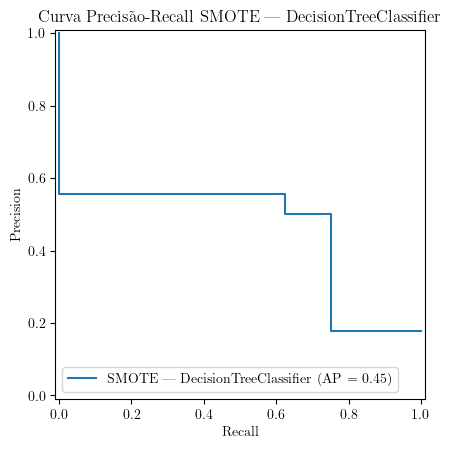 Curva Precisão-Recall SMOTE — DecisionTreeClassifier
1.0
0.8
0.6
0.4
0.2
0.0
Precision
SMOTE — DecisionTreeClassifier (AP = 0.45)
0.0 0.2 0.4 0.6 0.8 1.0
Recall